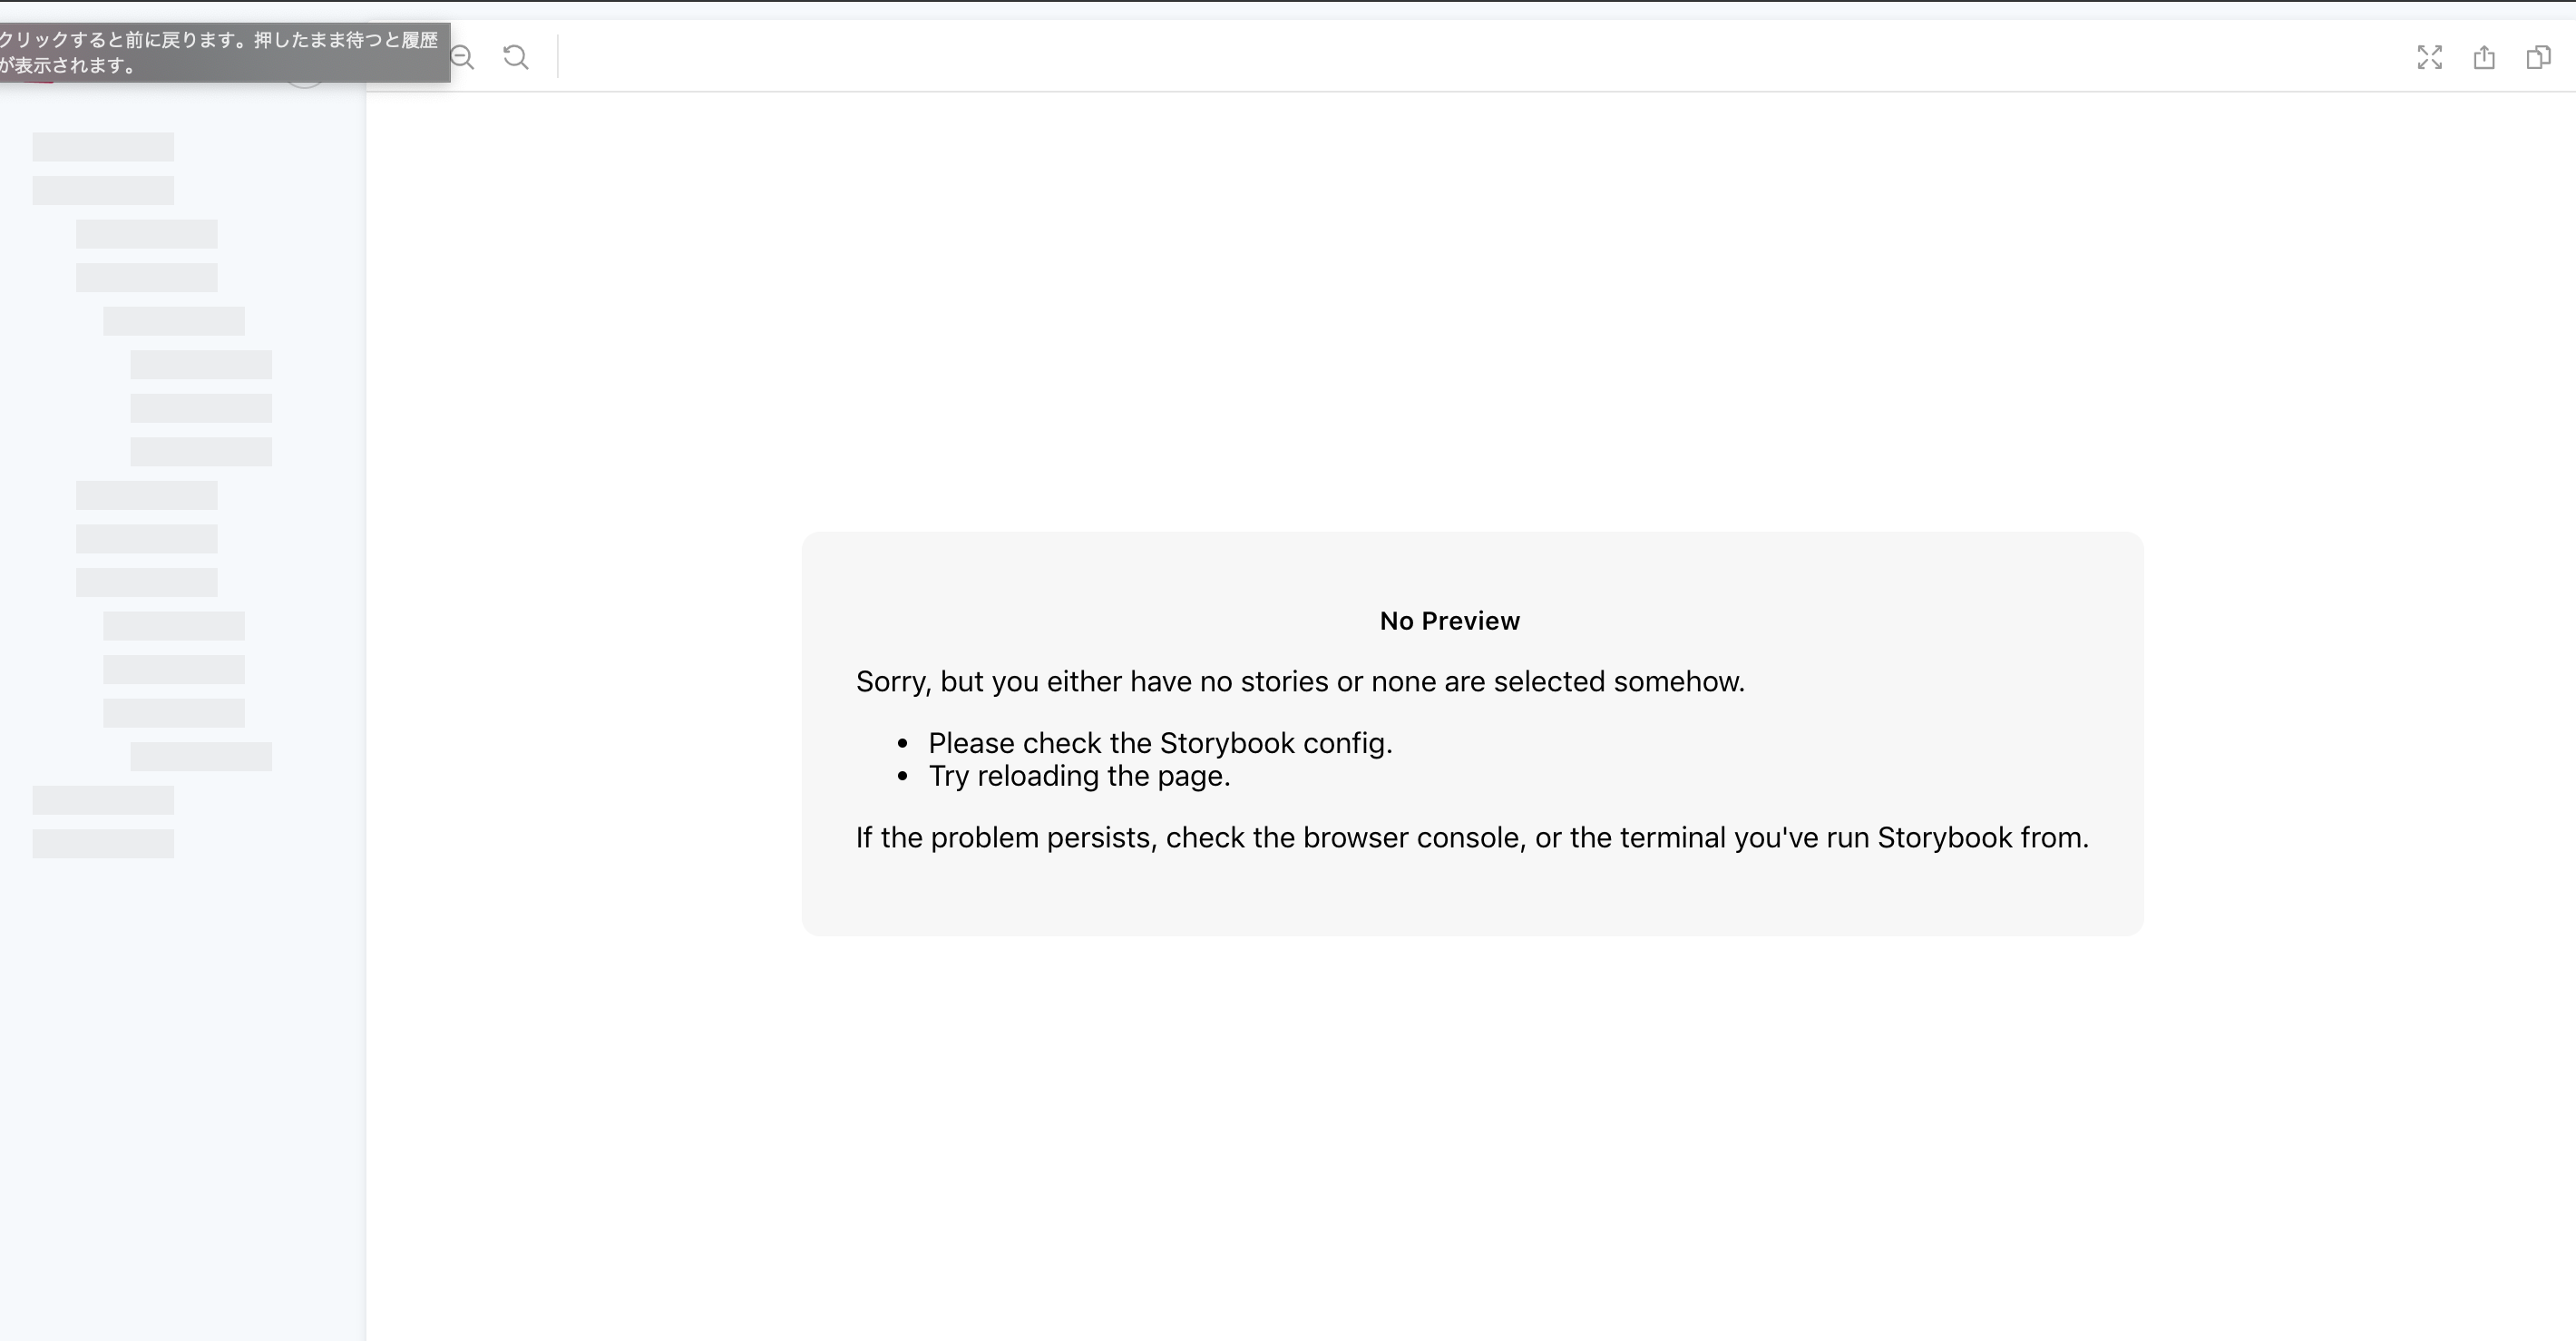 クリックすると前に戻ります。押したまま待つと履歴
が表示されます。
No Preview
Sorry, but you either have no stories or none are selected somehow.
• Please check the Storybook config.
• Try reloading the page.
If the problem persists, check the browser console, or the terminal you've run Storybook from.